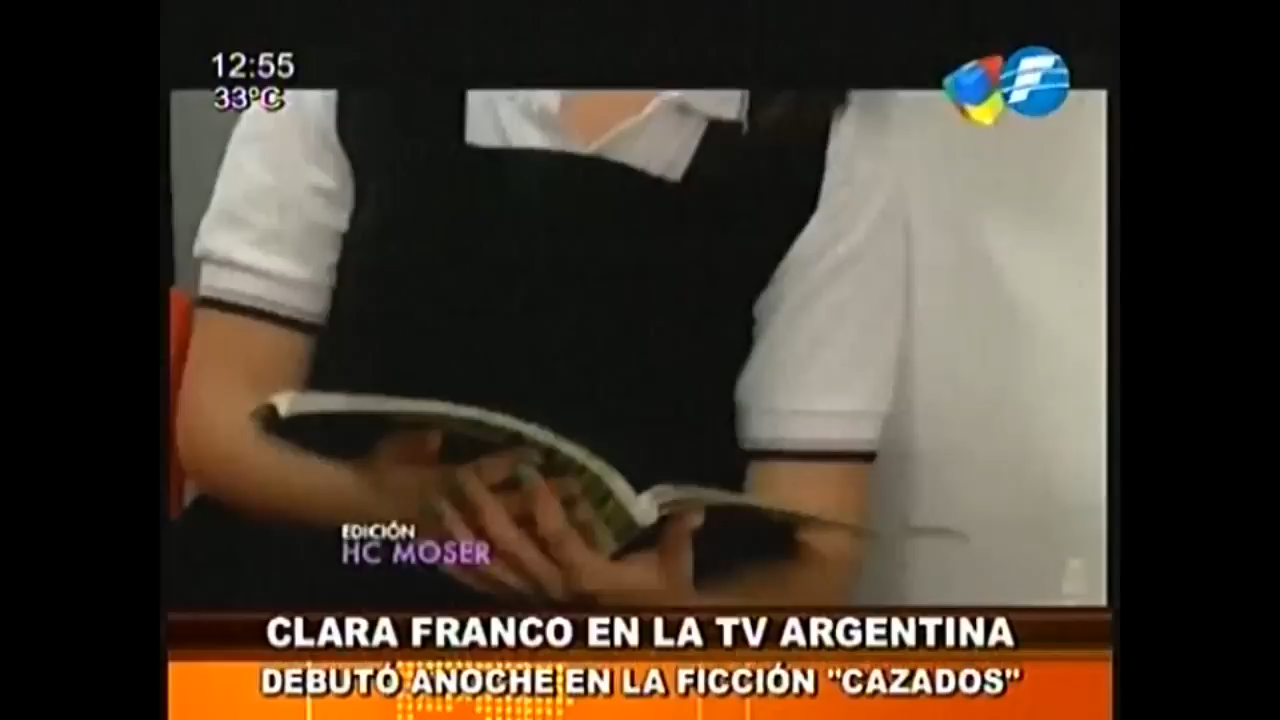 12:55
33°C
EDICIÓN
HC MOSER
CLARA FRANCO EN LA TV ARGENTINA
DEBUTÓ ANOCHE EN LA FICCIÓN "CAZADOS"